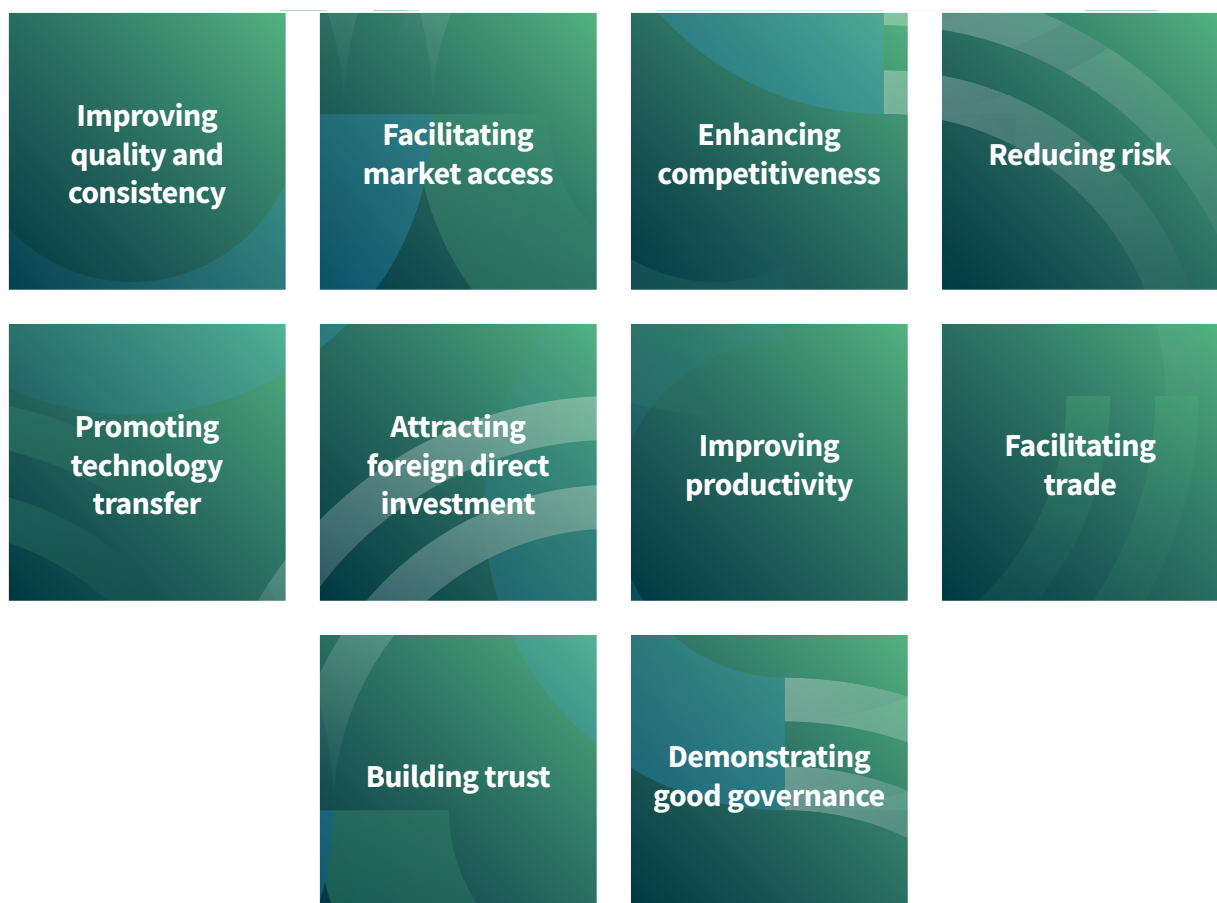 Improving
quality and
consistency
Facilitating
market access
Enhancing
competitiveness
Reducing risk
Promoting
technology
transfer
Attracting
foreign direct
investment
Improving
productivity
Facilitating
trade
Building trust
Demonstrating
good governance